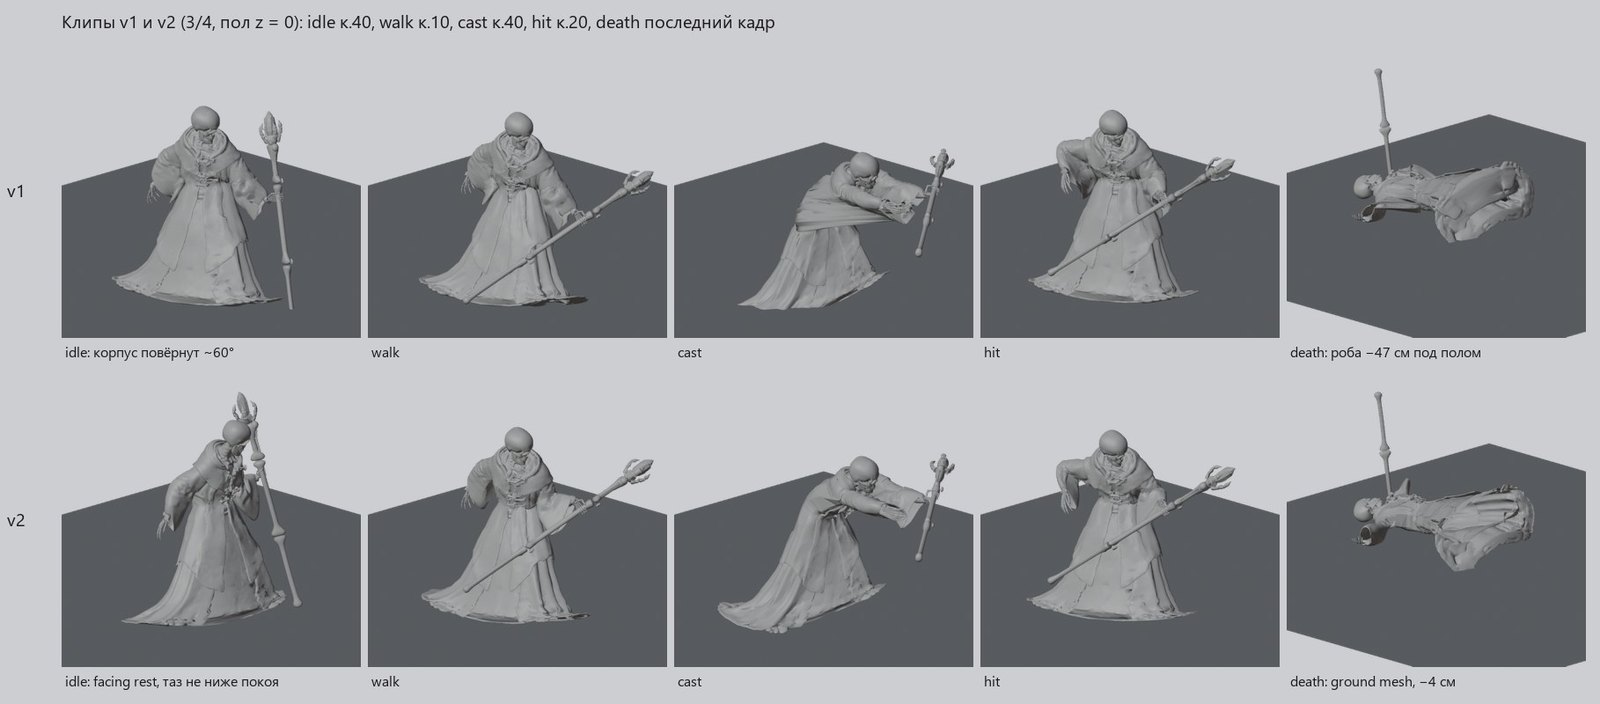 Клипы v1 и v2 (3/4, пол z = 0): idle к.40, walk к.10, cast к.40, hit к.20, death последний кадр
v1
idle: корпус повёрнут ~60°
walk
cast
hit
death: роба −47 см под полом
v2
idle: facing rest, таз не ниже покоя
walk
cast
hit
death: ground mesh, −4 см